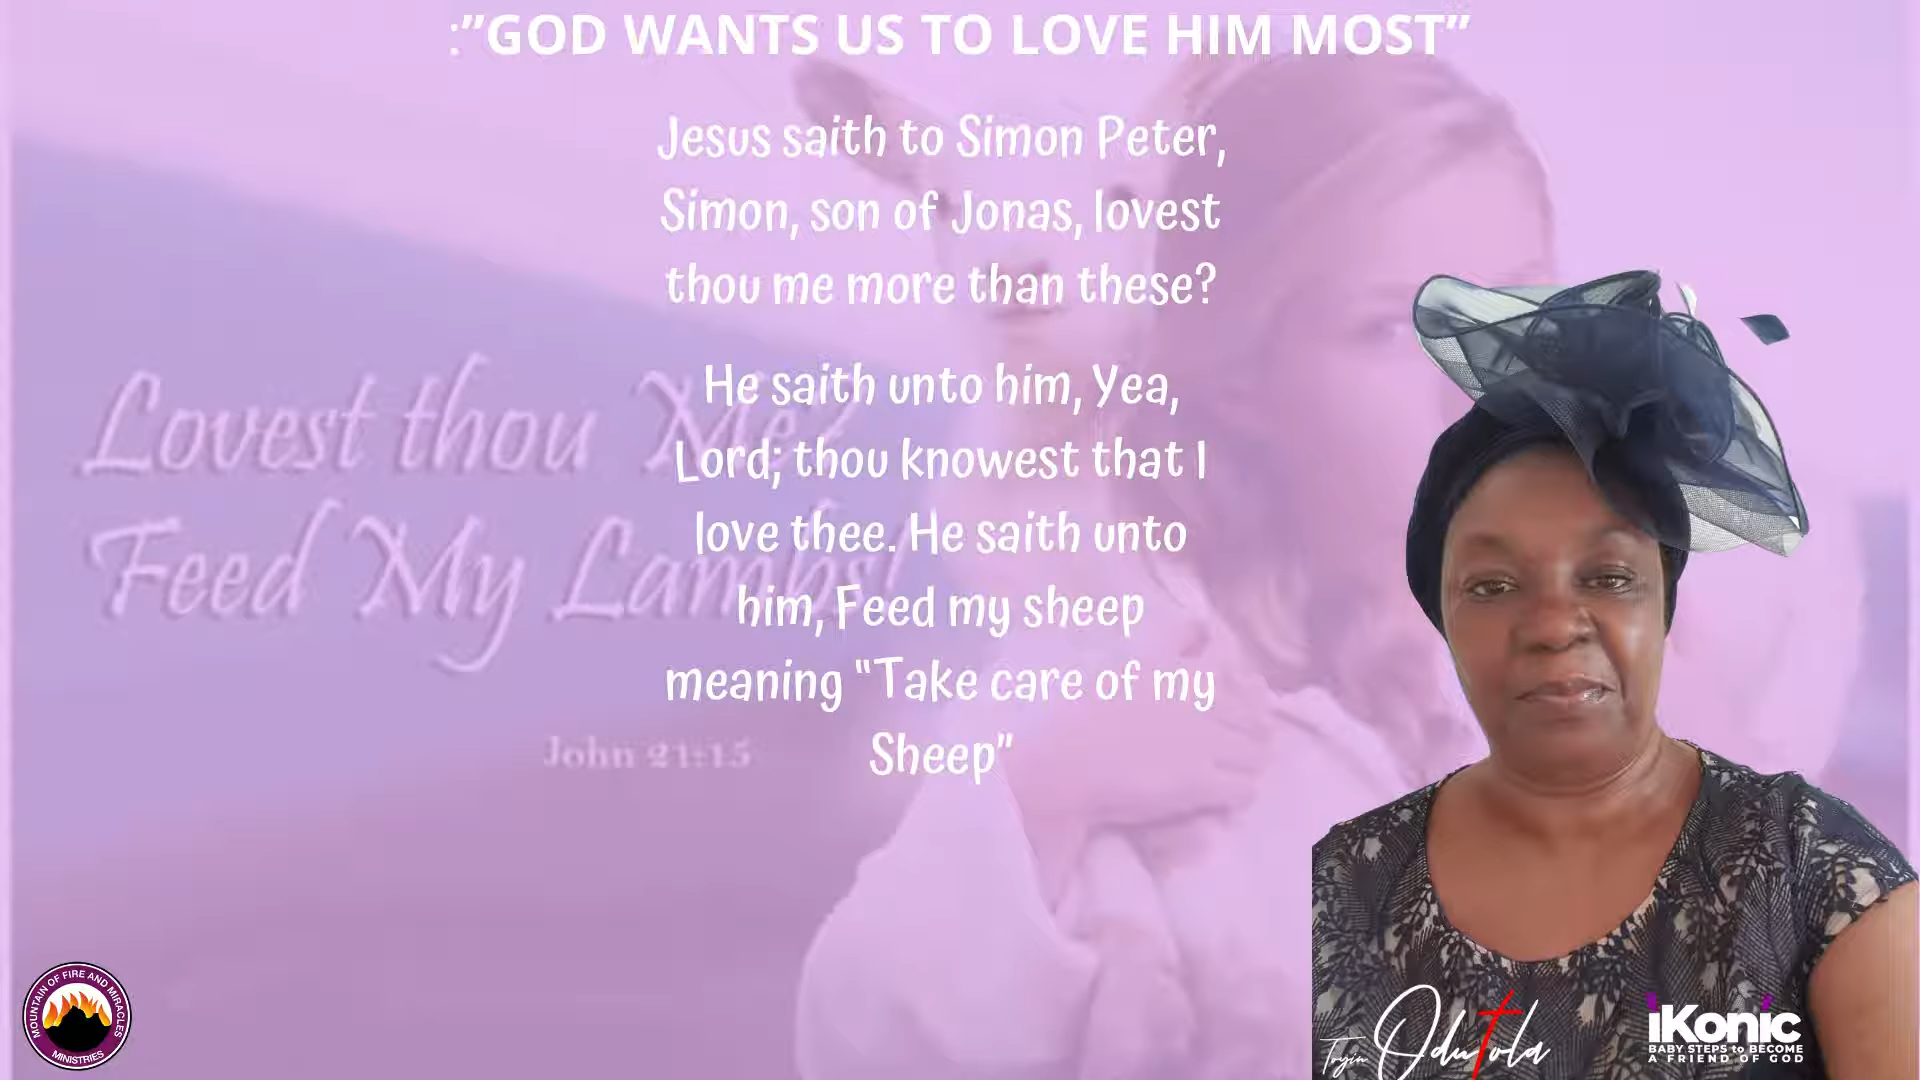 :”GOD WANTS US TO LOVE HIM MOST”
Jesus saith to Simon Peter,
Simon, son of Jonas, lovest
thou me more than these?
He saith unto him, Yea,
Lord; thou knowest that I
love thee. He saith unto
him, Feed my sheep
meaning “Take care of my
Sheep”
Lovest thou Me?
Feed My Lambs!
John 21:15
MOUNTAIN OF FIRE AND MIRACLES
MINISTRIES
Toyin Odutola
iKonic
BABY STEPS to BECOME
A FRIEND OF GOD